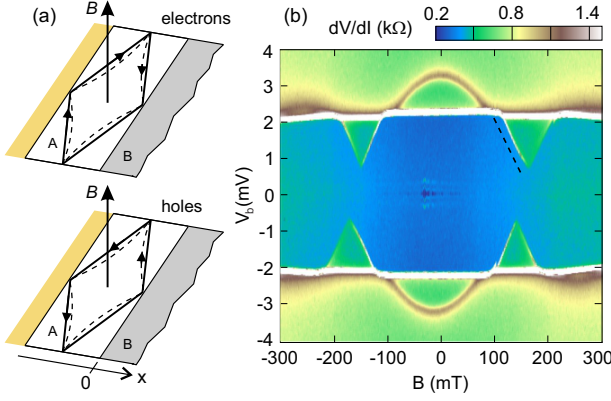 (a)
B
electrons
A
B
B
holes
A
B
0
x
(b)
dV/dI (kΩ)
0.2 0.8 1.4
4
3
2
1
0
-1
-2
-3
-4
V_b(mV)
-300 -200 -100 0 100 200 300
B (mT)